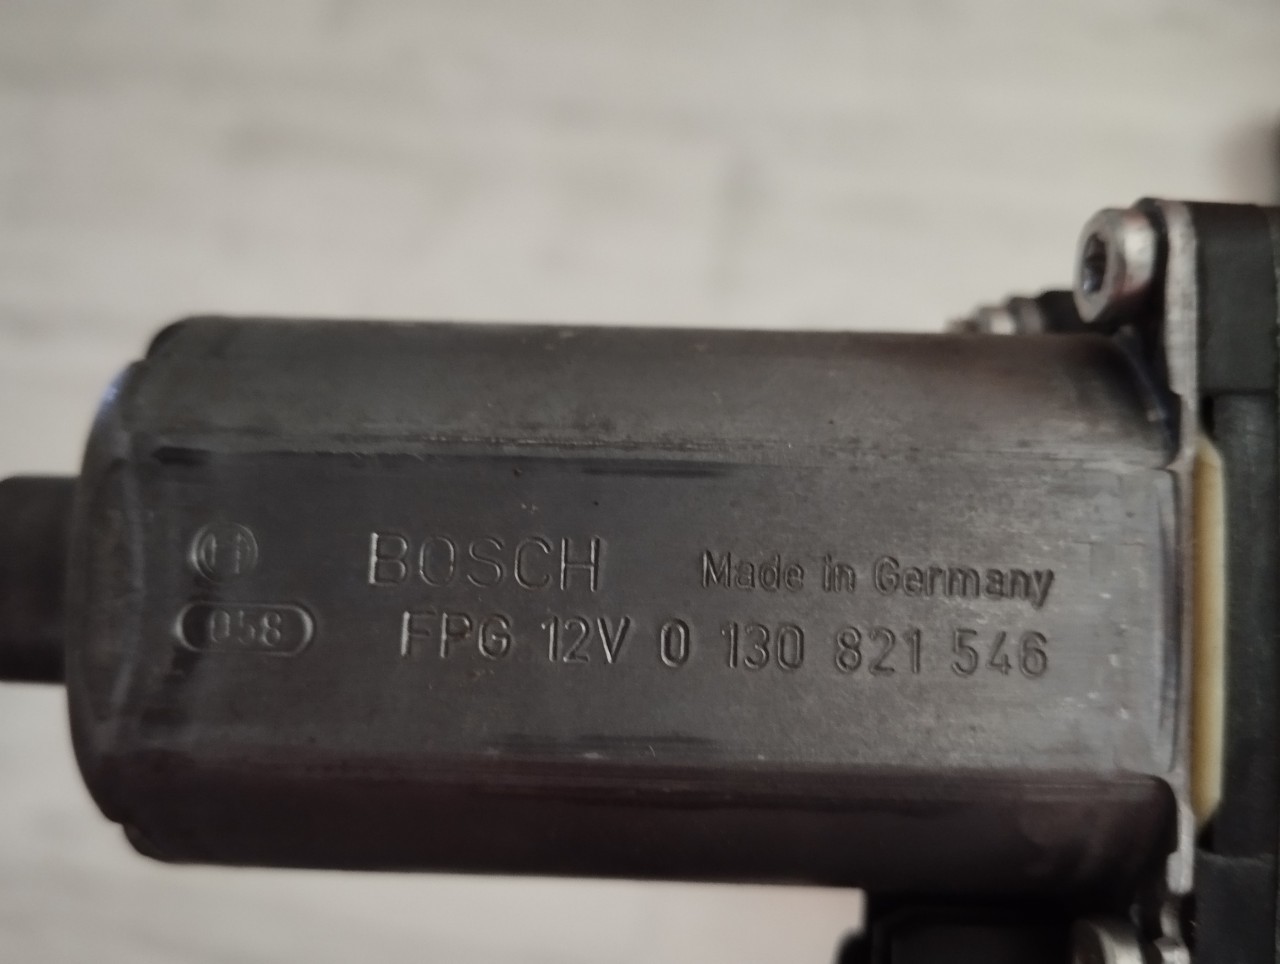 BOSCH Made in Germany
058 FPG 12V 0 130 821 546